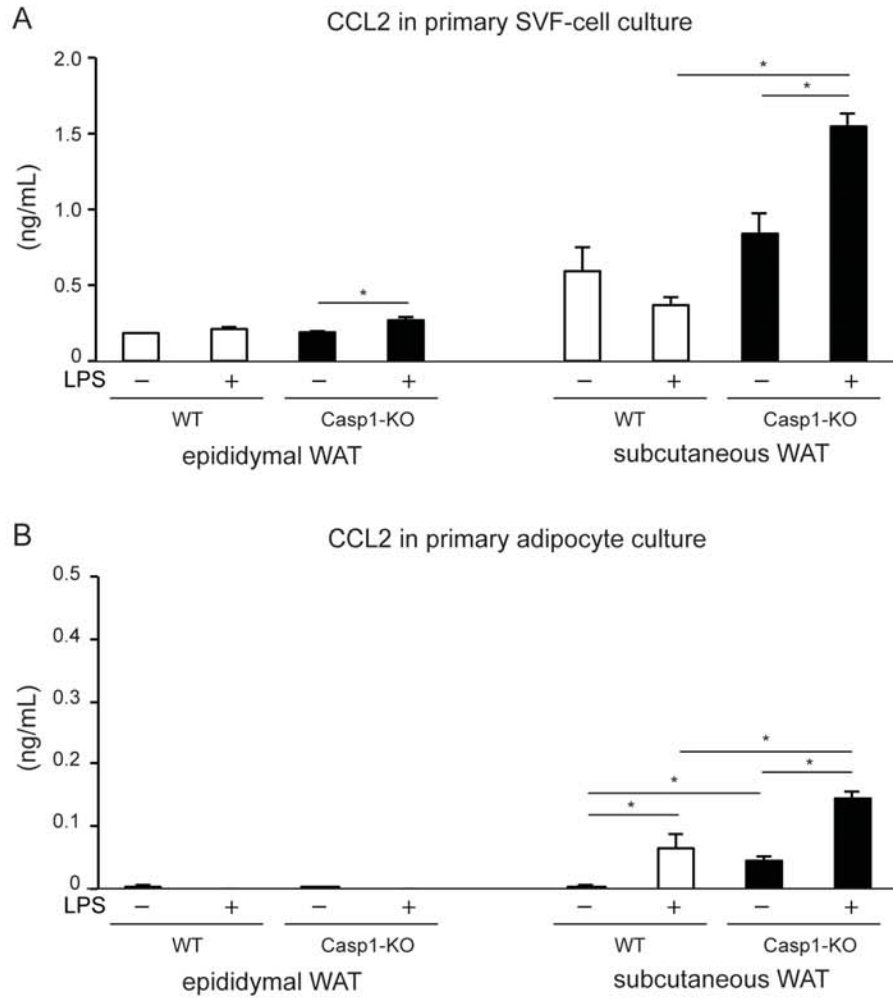 A
CCL2 in primary SVF-cell culture
(ng/mL)
2.0
1.5
1.0
0.5
0
* * *
LPS − + − + − + − +
WT Casp1-KO WT Casp1-KO
epididymal WAT subcutaneous WAT
B
CCL2 in primary adipocyte culture
(ng/mL)
0.5
0.4
0.3
0.2
0.1
0
* * * *
LPS − + − + − + − +
WT Casp1-KO WT Casp1-KO
epididymal WAT subcutaneous WAT